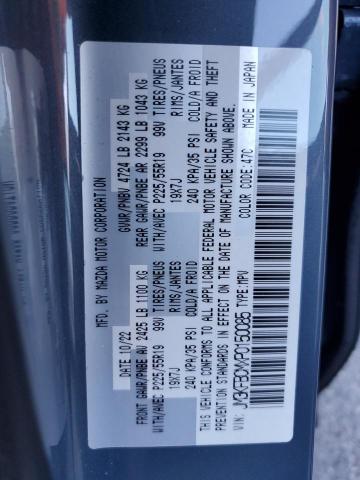 MFD. BY MAZDA MOTOR CORPORATION
10/22 GVWR/PNBV 4724 LB 2143 KG
FRONT GAWR/PNBE AV 2425 LB 1100 KG REAR GAWR/PNBE AR 2299 LB 1043 KG
WITH/AVEC P225/55R19 99V TIRES/PNEUS WITH/AVEC P225/55R19 99V TIRES/PNEUS
19X7J RIMS/JANTES 19X7J RIMS/JANTES
240 KPA/35 PSI COLD/A FROID 240 KPA/35 PSI COLD/A FROID
THIS VEHICLE CONFORMS TO ALL APPLICABLE FEDERAL MOTOR VEHICLE SAFETY AND THEFT
PREVENTION STANDARDS IN EFFECT ON THE DATE OF MANUFACTURE SHOWN ABOVE.
VIN: TYPE:MPV COLOR: 47C MADE IN JAPAN